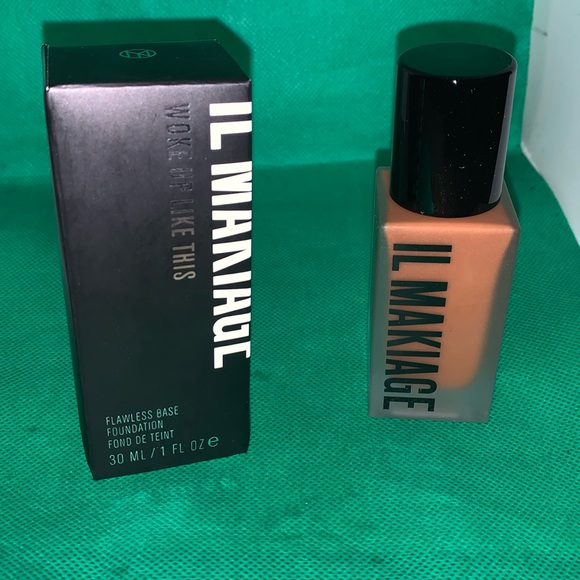 IL MAKIAGE
WOKE UP LIKE THIS
FLAWLESS BASE
FOUNDATION
FOND DE TEINT
30 ML / 1 FL OZ e
IL MAKIAGE